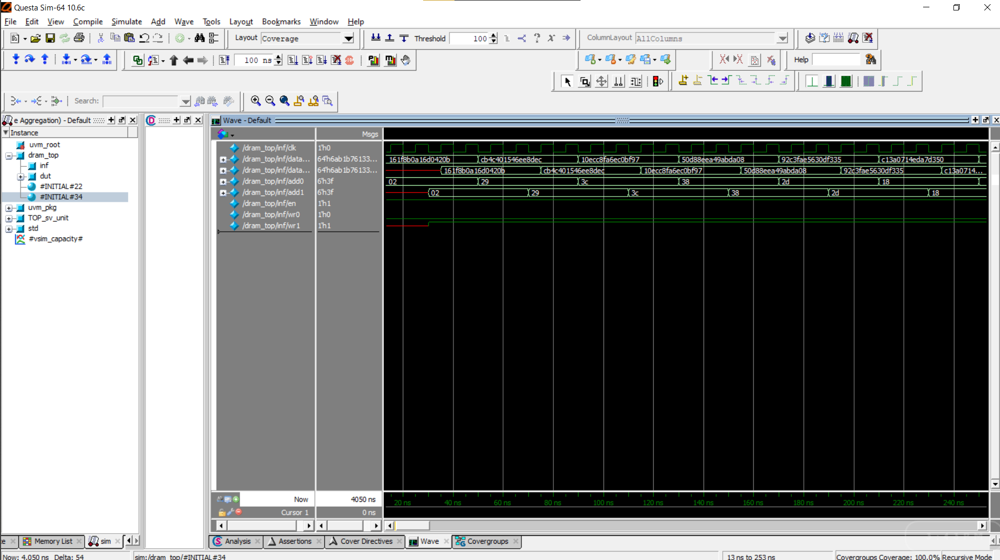 Questa Sim-64 10.6c
File Edit View Compile Simulate Add Wave Tools Layout Bookmarks Window Help
Layout Coverage
Threshold 100
ColumnLayout AllColumns
100 ns
Help
Search:
e Aggregation) - Default
Wave - Default
Instance
Msgs
uvm_root
dram_top
inf
dut
#INITIAL#22
#INITIAL#34
uvm_pkg
TOP_sv_unit
std
#vsim_capacity#
/dram_top/inf/clk 1'h0
/dram_top/inf/data... 64'h6ab1b76133... 161f8b0a16d0420b cb4c401546ee8dec 10ecc8fa6ec0bf97 50d88eea49abda08 92c3fae5630df335 c13a0714eda7d350
/dram_top/inf/data... 64'h6ab1b76133... 161f8b0a16d0420b cb4c401546ee8dec 10ecc8fa6ec0bf97 50d88eea49abda08 92c3fae5630df335 c13a0714...
/dram_top/inf/add0 6'h3f 02 29 3c 38 2d 18
/dram_top/inf/add1 6'h3f 02 29 3c 38 2d 18
/dram_top/inf/en 1'h1
/dram_top/inf/wr0 1'h0
/dram_top/inf/wr1 1'h1
Now 4050 ns
20 ns 40 ns 60 ns 80 ns 100 ns 120 ns 140 ns 160 ns 180 ns 200 ns 220 ns 240 ns
Cursor 1 0 ns
te Memory List sim Analysis Assertions Cover Directives Wave Covergroups
Now: 4,050 ns Delta: 54 sim:/dram_top/#INITIAL#34 13 ns to 253 ns Covergroups Coverage: 100.0% Recursive Mode